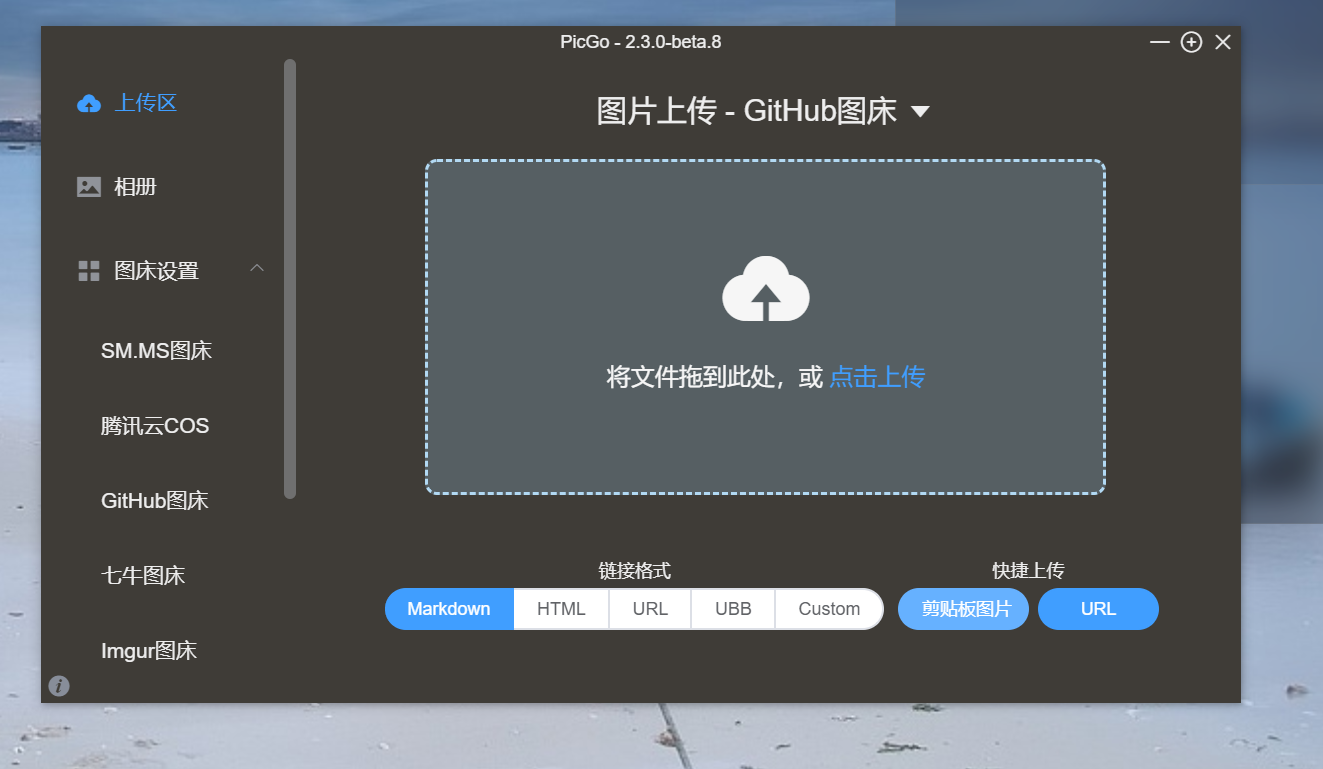 PicGo - 2.3.0-beta.8
上传区
相册
图床设置
SM.MS图床
腾讯云COS
GitHub图床
七牛图床
Imgur图床
图片上传 - GitHub图床
将文件拖到此处，或 点击上传
链接格式
Markdown HTML URL UBB Custom
快捷上传
剪贴板图片 URL